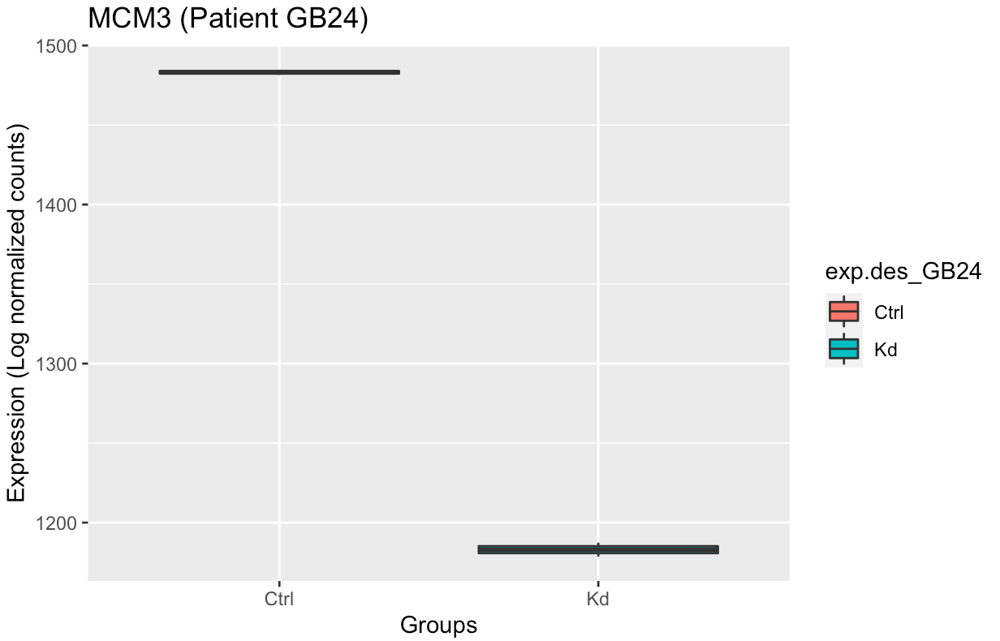 MCM3 (Patient GB24)
1500
1400
1300
1200
Expression (Log normalized counts)
Ctrl
Kd
Groups
exp.des_GB24
Ctrl
Kd